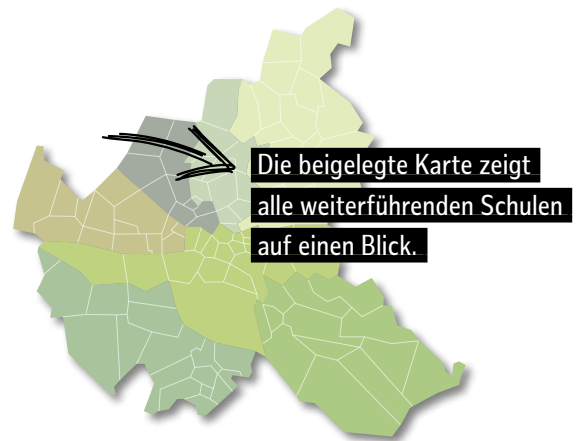 Die beigelegte Karte zeigt
alle weiterführenden Schulen
auf einen Blick.